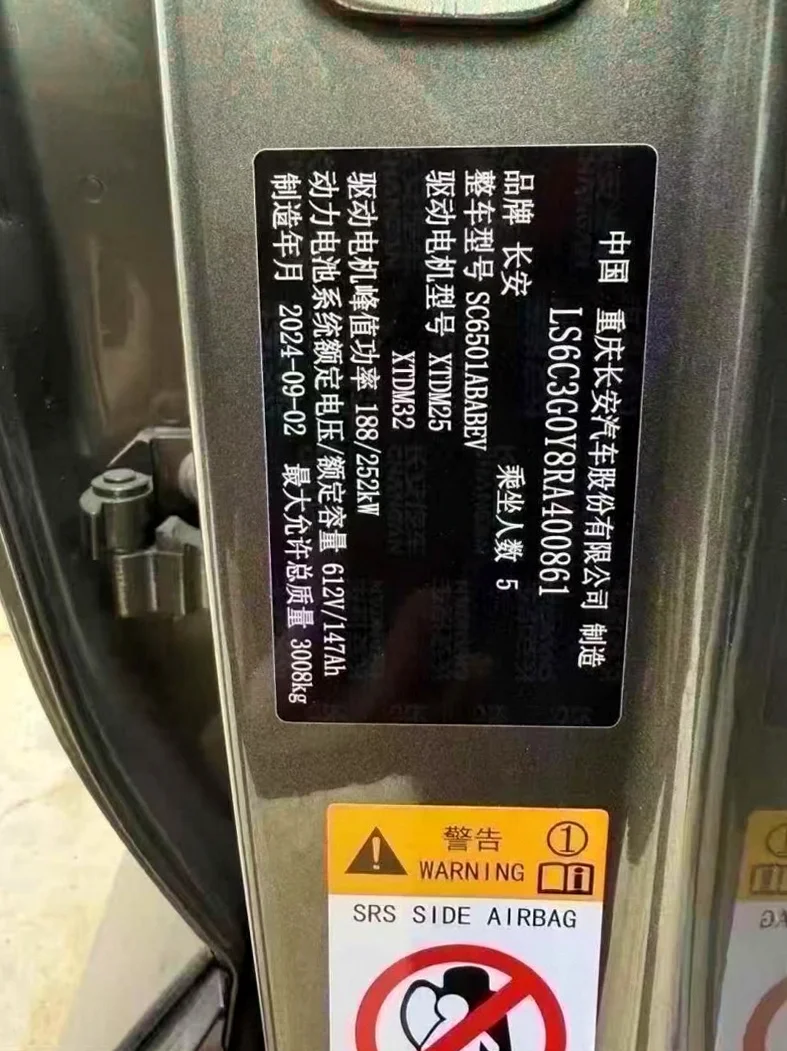 中国 重庆长安汽车股份有限公司 制造
LS6C3G0Y8RA400861
品牌 长安 乘坐人数 5
整车型号 SC6501ABABEV
驱动电机型号 XTDM25
XTDM32
驱动电机峰值功率 188/252kW
动力电池系统额定电压/额定容量 612V/147Ah
制造年月 2024-09-02 最大允许总质量 3008kg
警告 1
WARNING
SRS SIDE AIRBAG